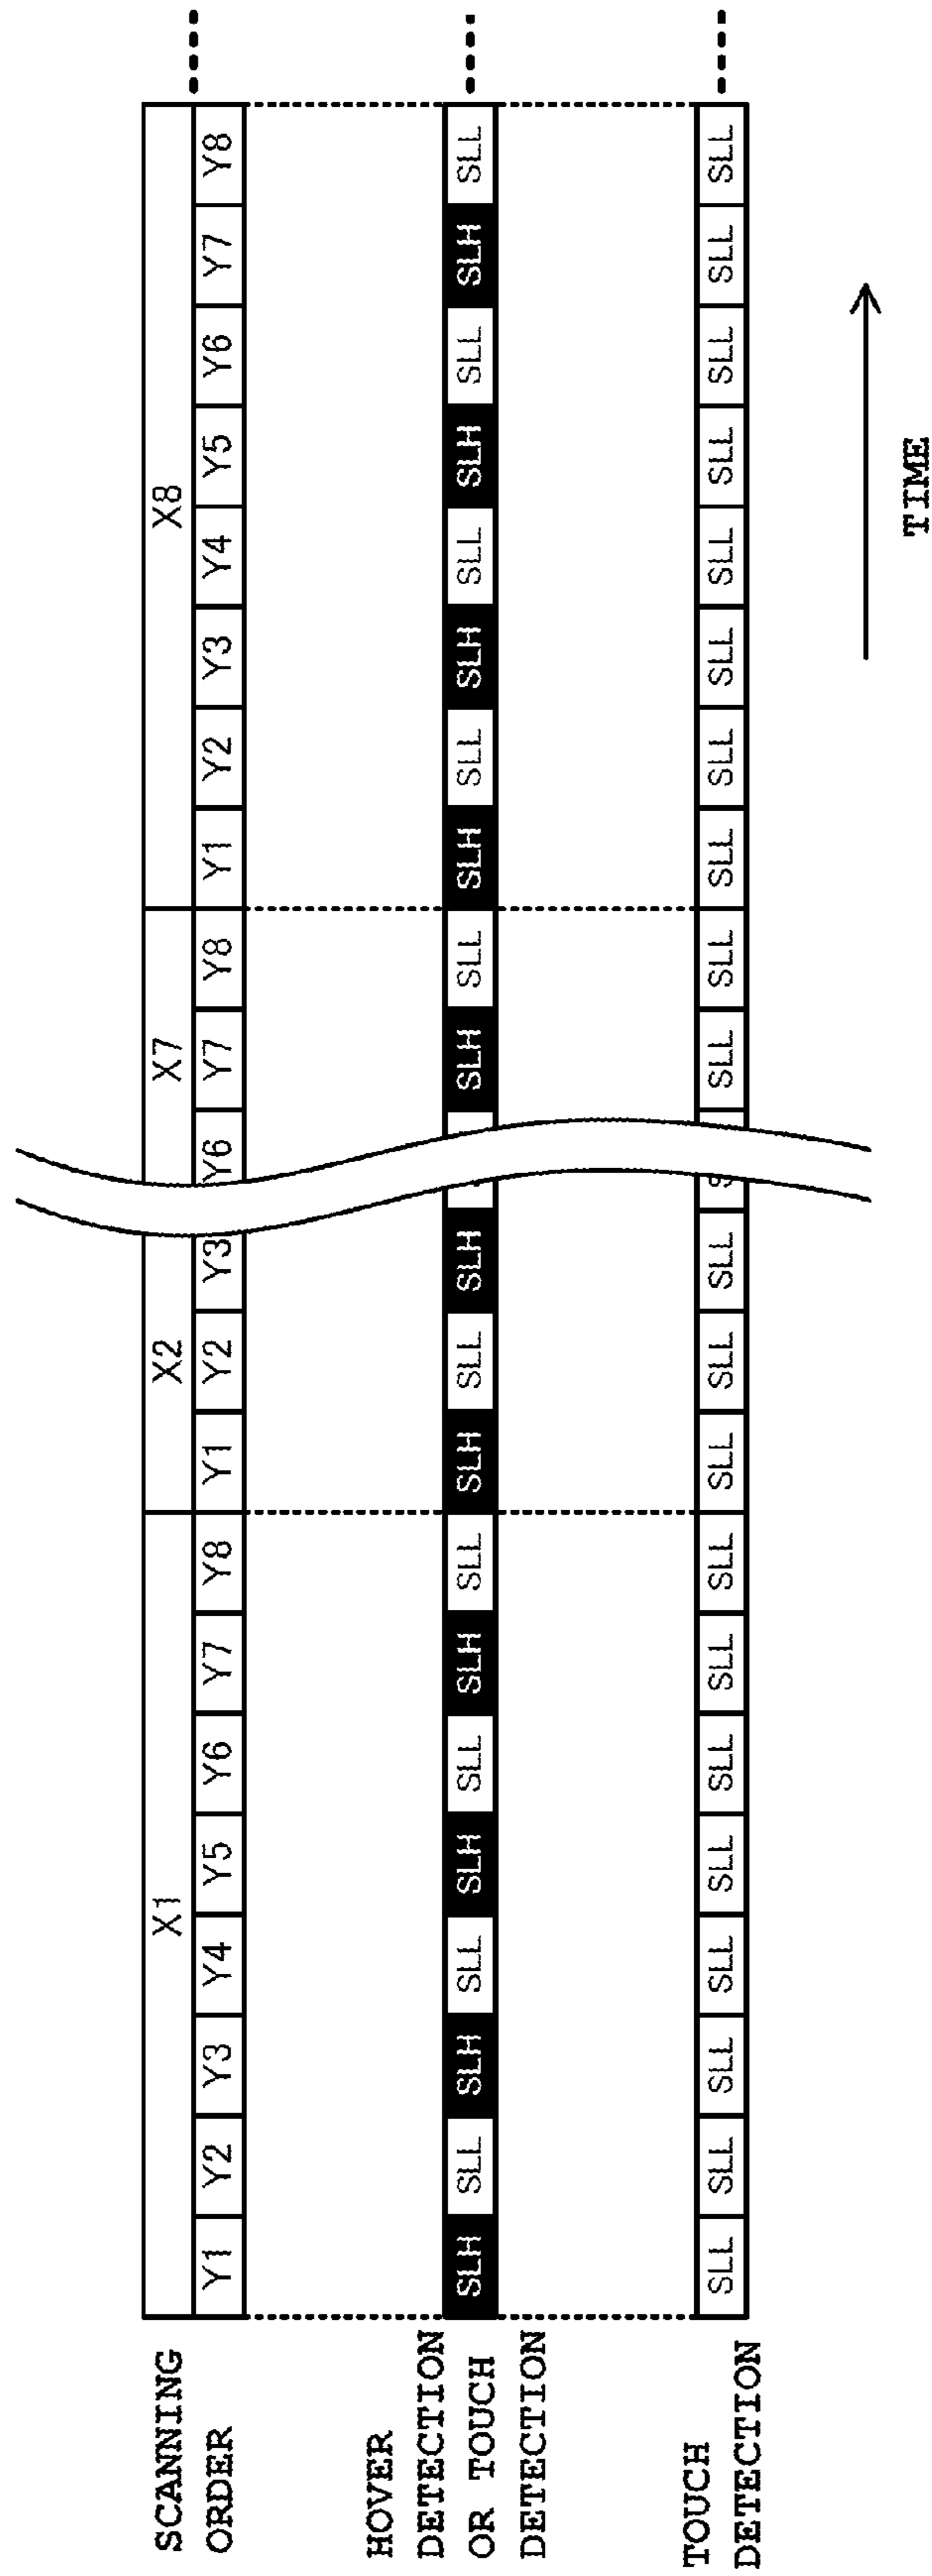 SCANNING
ORDER
X1 X2 X7 X8
Y1 Y2 Y3 Y4 Y5 Y6 Y7 Y8 Y1 Y2 Y3 Y6 Y7 Y8 Y1 Y2 Y3 Y4 Y5 Y6 Y7 Y8
HOVER
DETECTION
OR TOUCH
DETECTION
SLH SLL SLH SLL SLH SLL SLH SLL SLH SLL SLH SLH SLL SLH SLL SLH SLL SLH SLL SLH SLL
TOUCH
DETECTION
SLL SLL SLL SLL SLL SLL SLL SLL SLL SLL SLL SLL SLL SLL SLL SLL SLL SLL SLL SLL SLL
TIME